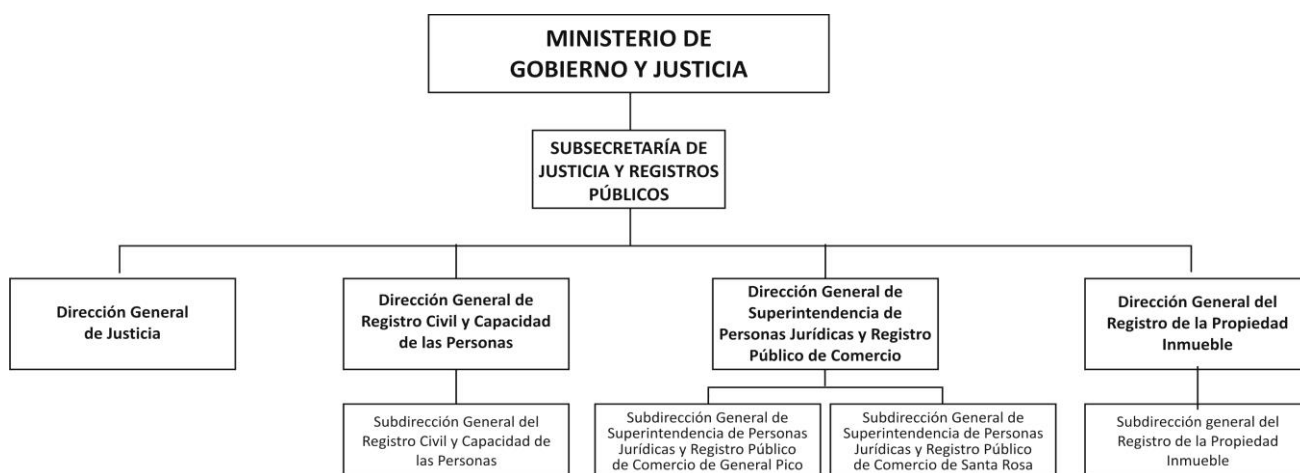 MINISTERIO DE
GOBIERNO Y JUSTICIA
SUBSECRETARÍA DE
JUSTICIA Y REGISTROS
PÚBLICOS
Dirección General
de Justicia
Dirección General de
Registro Civil y Capacidad
de las Personas
Dirección General de
Superintendencia de
Personas Jurídicas y Registro
Público de Comercio
Dirección General del
Registro de la Propiedad
Inmueble
Subdirección General del
Registro Civil y Capacidad de
las Personas
Subdirección General de
Superintendencia de Personas
Jurídicas y Registro Público
de Comercio de General Pico
Subdirección General de
Superintendencia de Personas
Jurídicas y Registro Público
de Comercio de Santa Rosa
Subdirección general del
Registro de la Propiedad
Inmueble